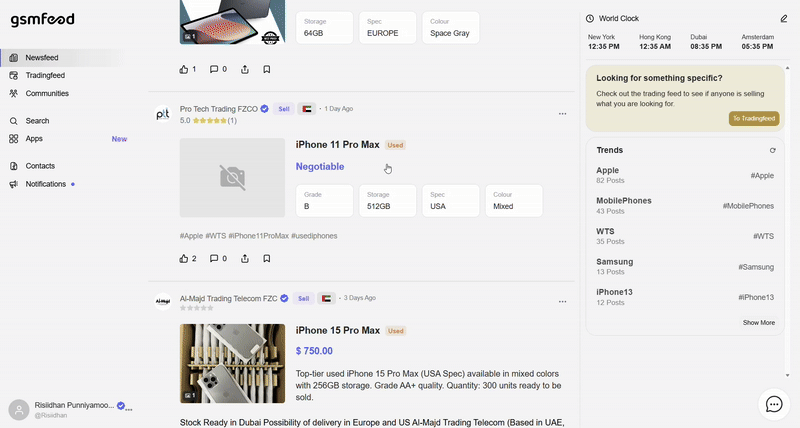 gsmfeed
Newsfeed
Tradingfeed
Communities
Search
Apps New
Contacts
Notifications
Risiidhan Punniyamoo...
@Risiidhan
1
Storage
64GB
Spec
EUROPE
Colour
Space Gray
1 0
ptt
Pro Tech Trading FZCO Sell • 1 Day Ago
5.0 (1)
iPhone 11 Pro Max Used
Negotiable
Grade
B
Storage
512GB
Spec
USA
Colour
Mixed
#Apple #WTS #iPhone11ProMax #usediphones
2 0
Al-Majd Trading Telecom FZC Sell • 3 Days Ago
iPhone 15 Pro Max Used
$ 750.00
Top-tier used iPhone 15 Pro Max (USA Spec) available in mixed colors
with 256GB storage. Grade AA+ quality. Quantity: 300 units ready to be
sold.
1
Stock Ready in Dubai Possibility of delivery in Europe and US Al-Majd Trading Telecom (Based in UAE,
World Clock
New York
12:35 PM
Hong Kong
12:35 AM
Dubai
08:35 PM
Amsterdam
05:35 PM
Looking for something specific?
Check out the trading feed to see if anyone is selling
what you are looking for.
To Tradingfeed
Trends
Apple
82 Posts
#Apple
MobilePhones
43 Posts
#MobilePhones
WTS
35 Posts
#WTS
Samsung
13 Posts
#Samsung
iPhone13
12 Posts
#iPhone13
Show More